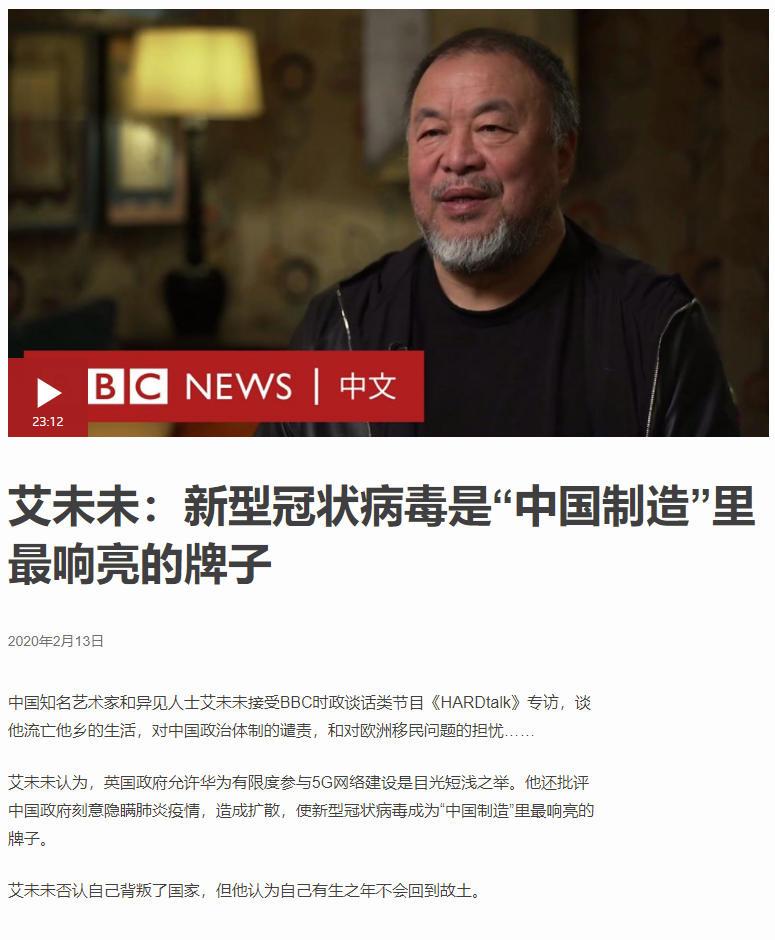 BBC NEWS | 中文
23:12
艾未未：新型冠状病毒是“中国制造”里
最响亮的牌子
2020年2月13日
中国知名艺术家和异见人士艾未未接受BBC时政谈话类节目《HARDtalk》专访，谈
他流亡他乡的生活，对中国政治体制的谴责，和对欧洲移民问题的担忧……
艾未未认为，英国政府允许华为有限度参与5G网络建设是目光短浅之举。他还批评
中国政府刻意隐瞒肺炎疫情，造成扩散，使新型冠状病毒成为“中国制造”里最响亮的
牌子。
艾未未否认自己背叛了国家，但他认为自己有生之年不会回到故土。